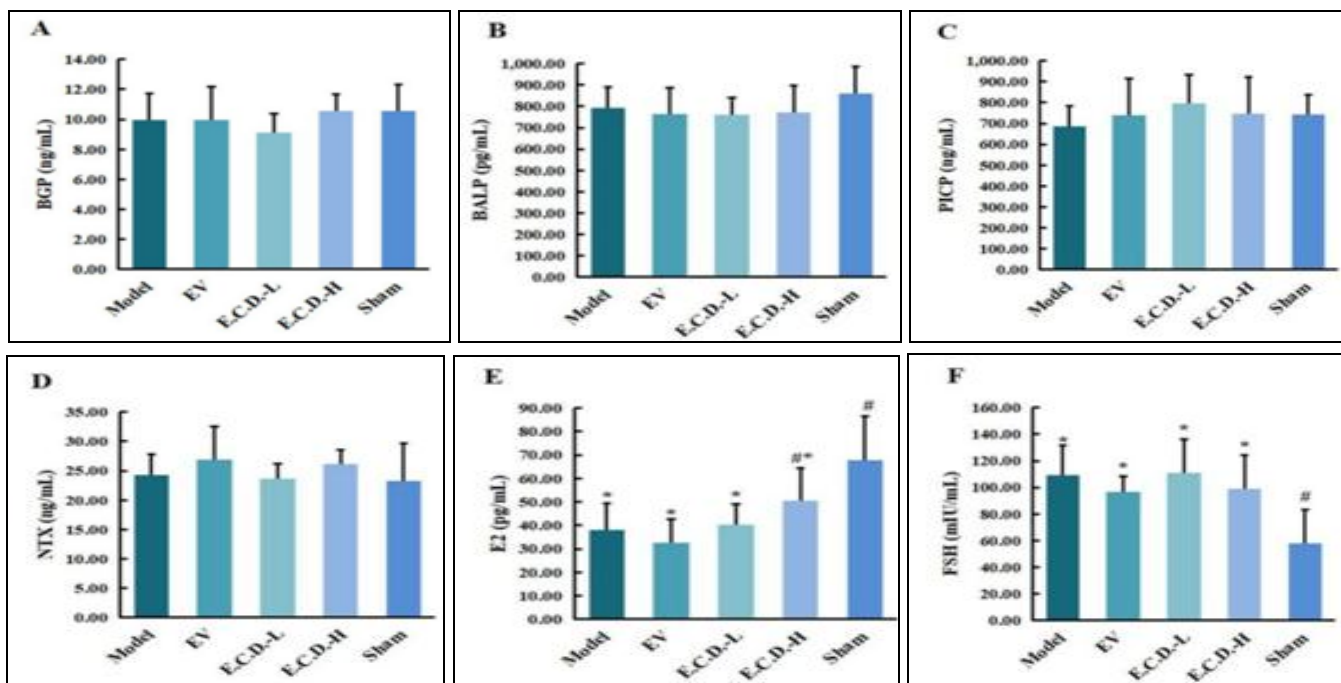 A
BGP (ng/mL)
14.00
12.00
10.00
8.00
6.00
4.00
2.00
0.00
Model
EV
E.C.D.-L
E.C.D.-H
Sham
B
BALP (pg/mL)
1,000.00
900.00
800.00
700.00
600.00
500.00
400.00
300.00
200.00
100.00
0.00
Model
EV
E.C.D.-L
E.C.D.-H
Sham
C
PICP (ng/mL)
1,000.00
900.00
800.00
700.00
600.00
500.00
400.00
300.00
200.00
100.00
0.00
Model
EV
E.C.D.-L
E.C.D.-H
Sham
D
NTX (ng/mL)
35.00
30.00
25.00
20.00
15.00
10.00
5.00
0.00
Model
EV
E.C.D.-L
E.C.D.-H
Sham
E
E2 (pg/mL)
90.00
80.00
70.00
60.00
50.00
40.00
30.00
20.00
10.00
0.00
*
*
*
#*
#
Model
EV
E.C.D.-L
E.C.D.-H
Sham
F
FSH (mIU/mL)
160.00
140.00
120.00
100.00
80.00
60.00
40.00
20.00
0.00
*
*
*
*
#
Model
EV
E.C.D.-L
E.C.D.-H
Sham